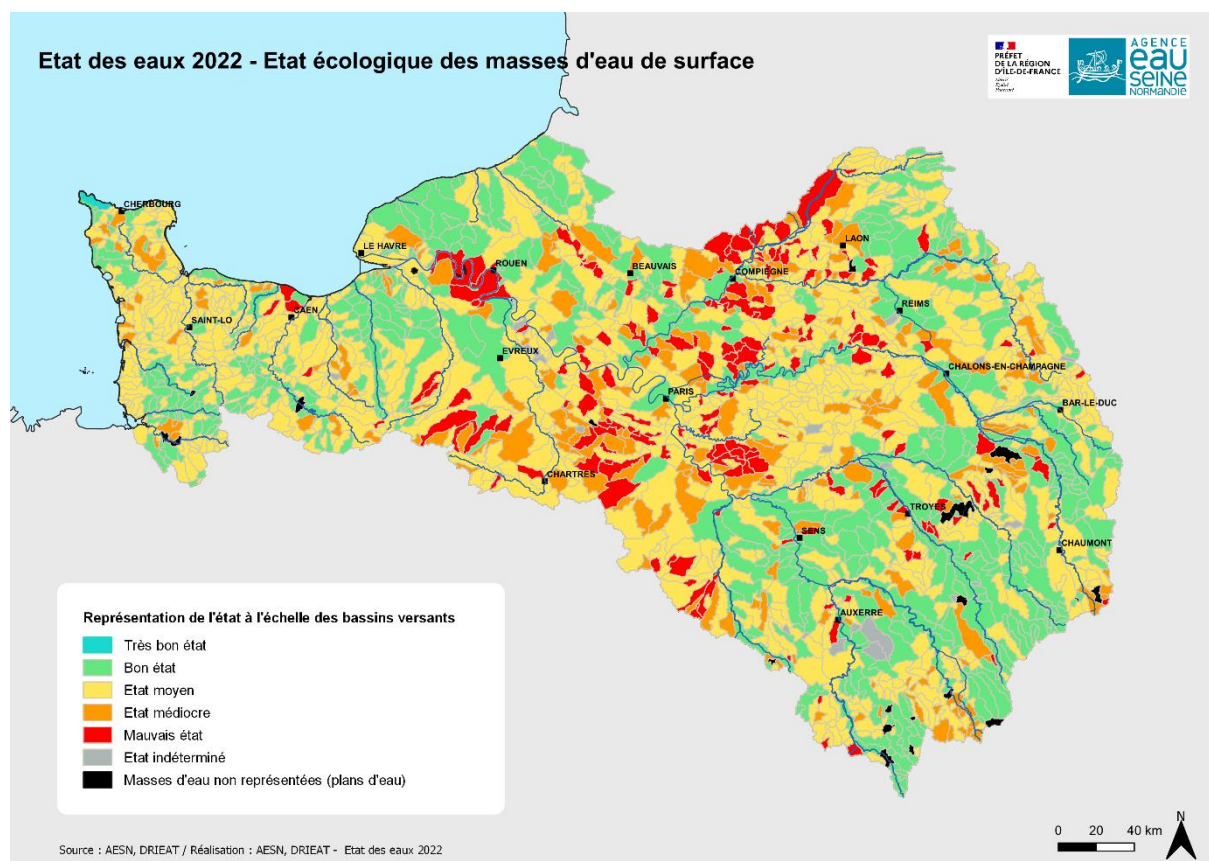 Etat des eaux 2022 - Etat écologique des masses d'eau de surface
PRÉFET
DE LA RÉGION
D'ÎLE-DE-FRANCE
Liberté
Égalité
Fraternité
AGENCE
eau
SEINE
NORMANDIE
CHERBOURG
LE HAVRE
ROUEN
BEAUVAIS
COMPIEGNE
LAON
REIMS
SAINT-LO
CAEN
EVREUX
PARIS
CHALONS-EN-CHAMPAGNE
BAR-LE-DUC
CHARTRES
TROYES
SENS
CHAUMONT
AUXERRE
Représentation de l'état à l'échelle des bassins versants
Très bon état
Bon état
Etat moyen
Etat médiocre
Mauvais état
Etat indéterminé
Masses d'eau non représentées (plans d'eau)
N
0 20 40 km
Source : AESN, DRIEAT / Réalisation : AESN, DRIEAT - Etat des eaux 2022